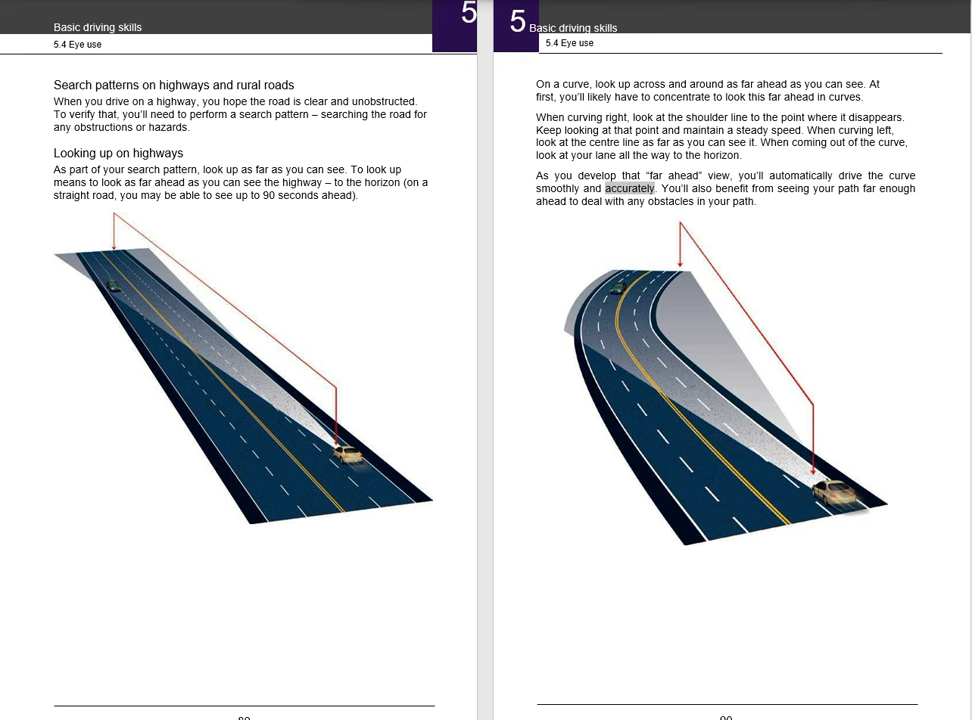 Basic driving skills
5
5.4 Eye use
Search patterns on highways and rural roads
When you drive on a highway, you hope the road is clear and unobstructed.
To verify that, you’ll need to perform a search pattern – searching the road for
any obstructions or hazards.
Looking up on highways
As part of your search pattern, look up as far as you can see. To look up
means to look as far ahead as you can see the highway – to the horizon (on a
straight road, you may be able to see up to 90 seconds ahead).
89
5 Basic driving skills
5.4 Eye use
On a curve, look up across and around as far ahead as you can see. At
first, you’ll likely have to concentrate to look this far ahead in curves.
When curving right, look at the shoulder line to the point where it disappears.
Keep looking at that point and maintain a steady speed. When curving left,
look at the centre line as far as you can see it. When coming out of the curve,
look at your lane all the way to the horizon.
As you develop that “far ahead” view, you’ll automatically drive the curve
smoothly and accurately. You’ll also benefit from seeing your path far enough
ahead to deal with any obstacles in your path.
90